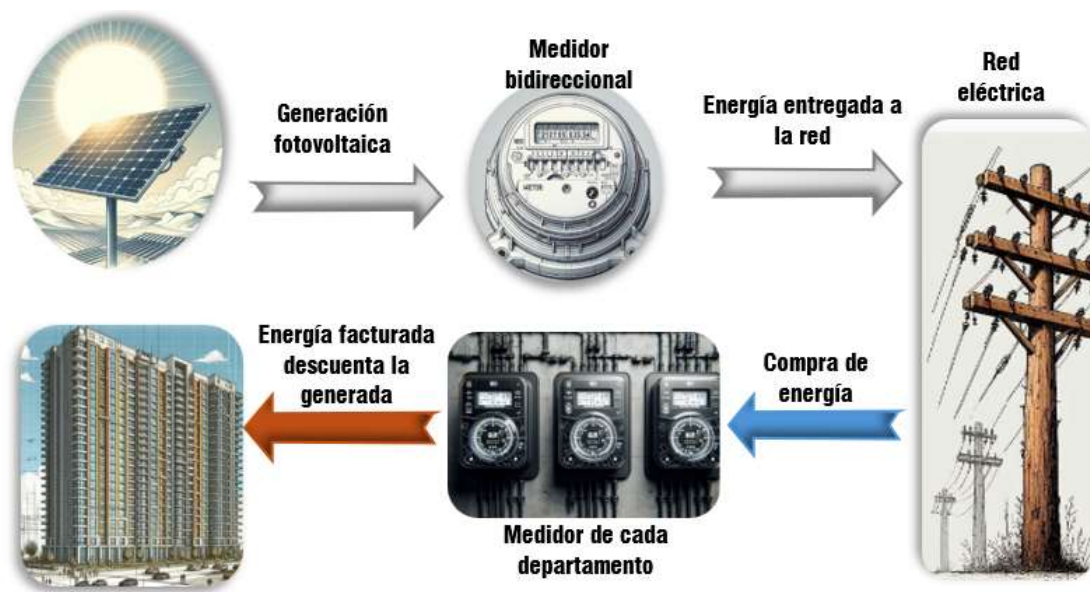 Medidor
bidireccional
Red
eléctrica
Generación
fotovoltaica
Energía entregada a
la red
Energía facturada
descuenta la
generada
Compra de
energía
Medidor de cada
departamento